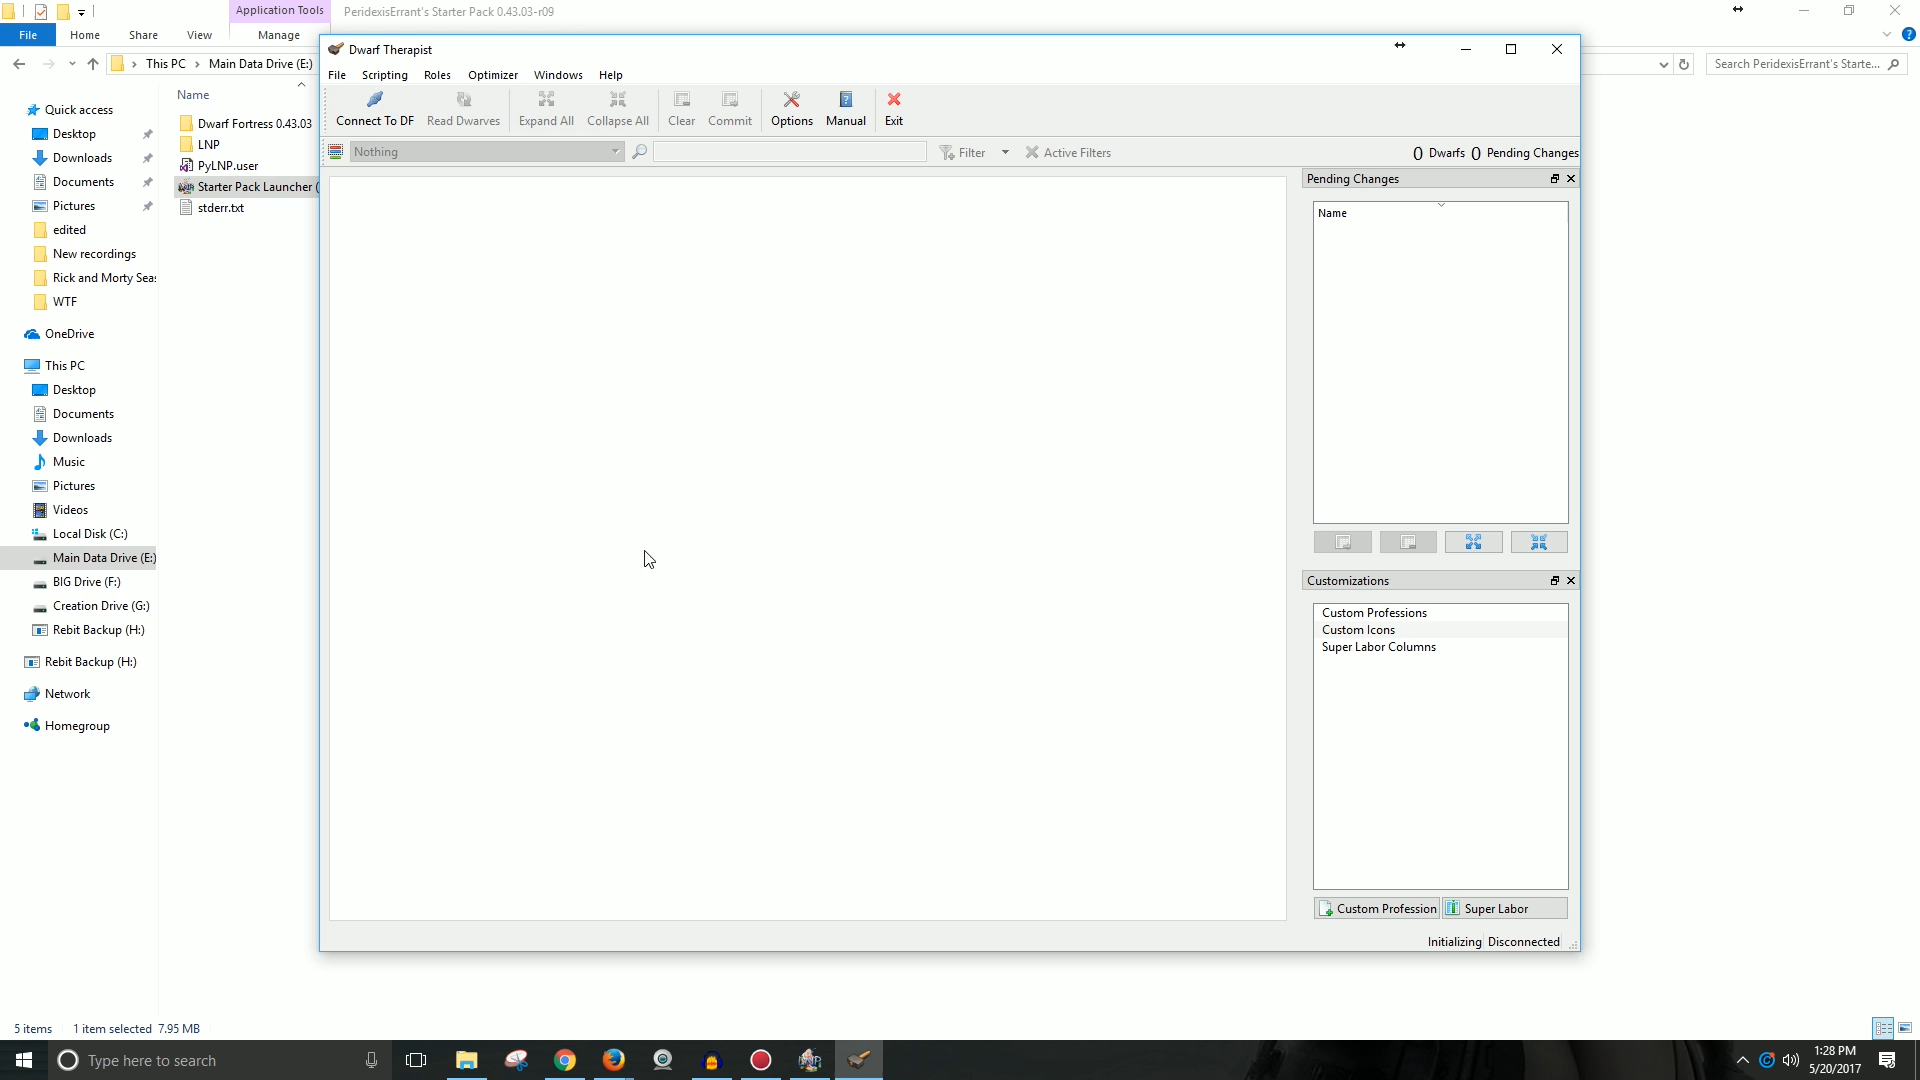 Application Tools
PeridexisErrant's Starter Pack 0.43.03-r09
File
Home
Share
View
Manage
This PC
Main Data Drive (E:)
Search PeridexisErrant's Starte...
Quick access
Desktop
Downloads
Documents
Pictures
edited
New recordings
Rick and Morty Sea
WTF
OneDrive
This PC
Desktop
Documents
Downloads
Music
Pictures
Videos
Local Disk (C:)
Main Data Drive (E:)
BIG Drive (F:)
Creation Drive (G:)
Rebit Backup (H:)
Rebit Backup (H:)
Network
Homegroup
Name
Dwarf Fortress 0.43.03
LNP
PyLNP.user
Starter Pack Launcher (
stderr.txt
Dwarf Therapist
File Scripting Roles Optimizer Windows Help
Connect To DF Read Dwarves Expand All Collapse All Clear Commit Options Manual Exit
Nothing
Filter
Active Filters
0 Dwarfs 0 Pending Changes
Pending Changes
Name
Customizations
Custom Professions
Custom Icons
Super Labor Columns
Custom Profession
Super Labor
Initializing Disconnected
5 items 1 item selected 7.95 MB
Type here to search
1:28 PM
5/20/2017